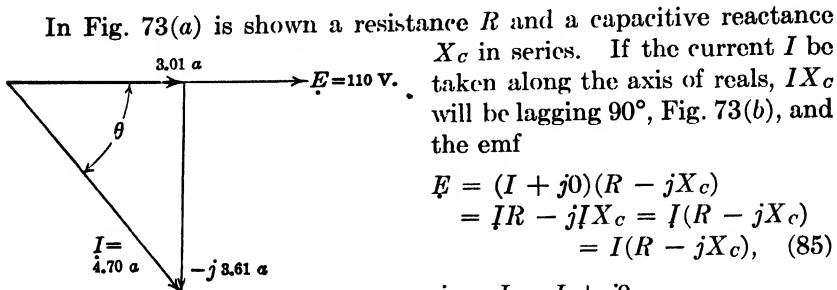 In Fig. 73(a) is shown a resistance R and a capacitive reactance
X_C in series. If the current I be
taken along the axis of reals, IX_C
will be lagging 90°, Fig. 73(b), and
the emf
E = (I + j0)(R − jX_C)
= IR − jIX_C = I(R − jX_C)
= I(R − jX_C), (85)
3.01 a
E=110 V.
θ
I=
4.70 a
−j 3.61 a